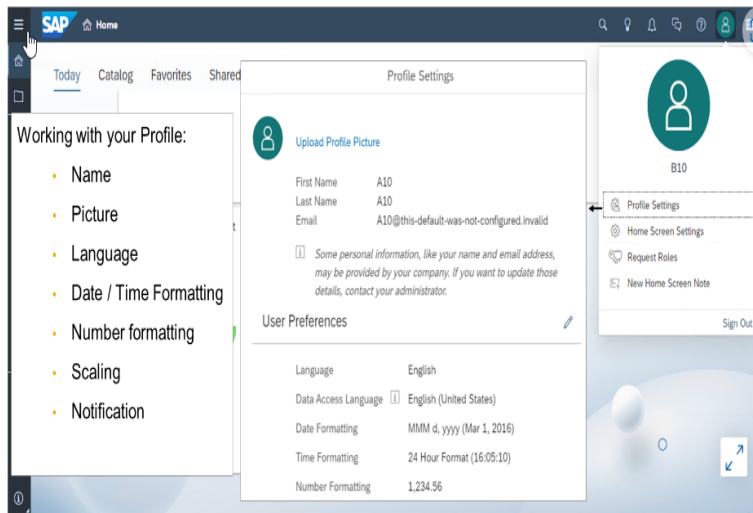 SAP Home
Today Catalog Favorites Shared
Working with your Profile:
• Name
• Picture
• Language
• Date / Time Formatting
• Number formatting
• Scaling
• Notification
Profile Settings
Upload Profile Picture
First Name A10
Last Name A10
Email A10@this-default-was-not-configured.invalid
Some personal information, like your name and email address,
may be provided by your company. If you want to update those
details, contact your administrator.
User Preferences
Language English
Data Access Language English (United States)
Date Formatting MMM d, yyyy (Mar 1, 2016)
Time Formatting 24 Hour Format (16:05:10)
Number Formatting 1,234.56
B10
Profile Settings
Home Screen Settings
Request Roles
New Home Screen Note
Sign Out